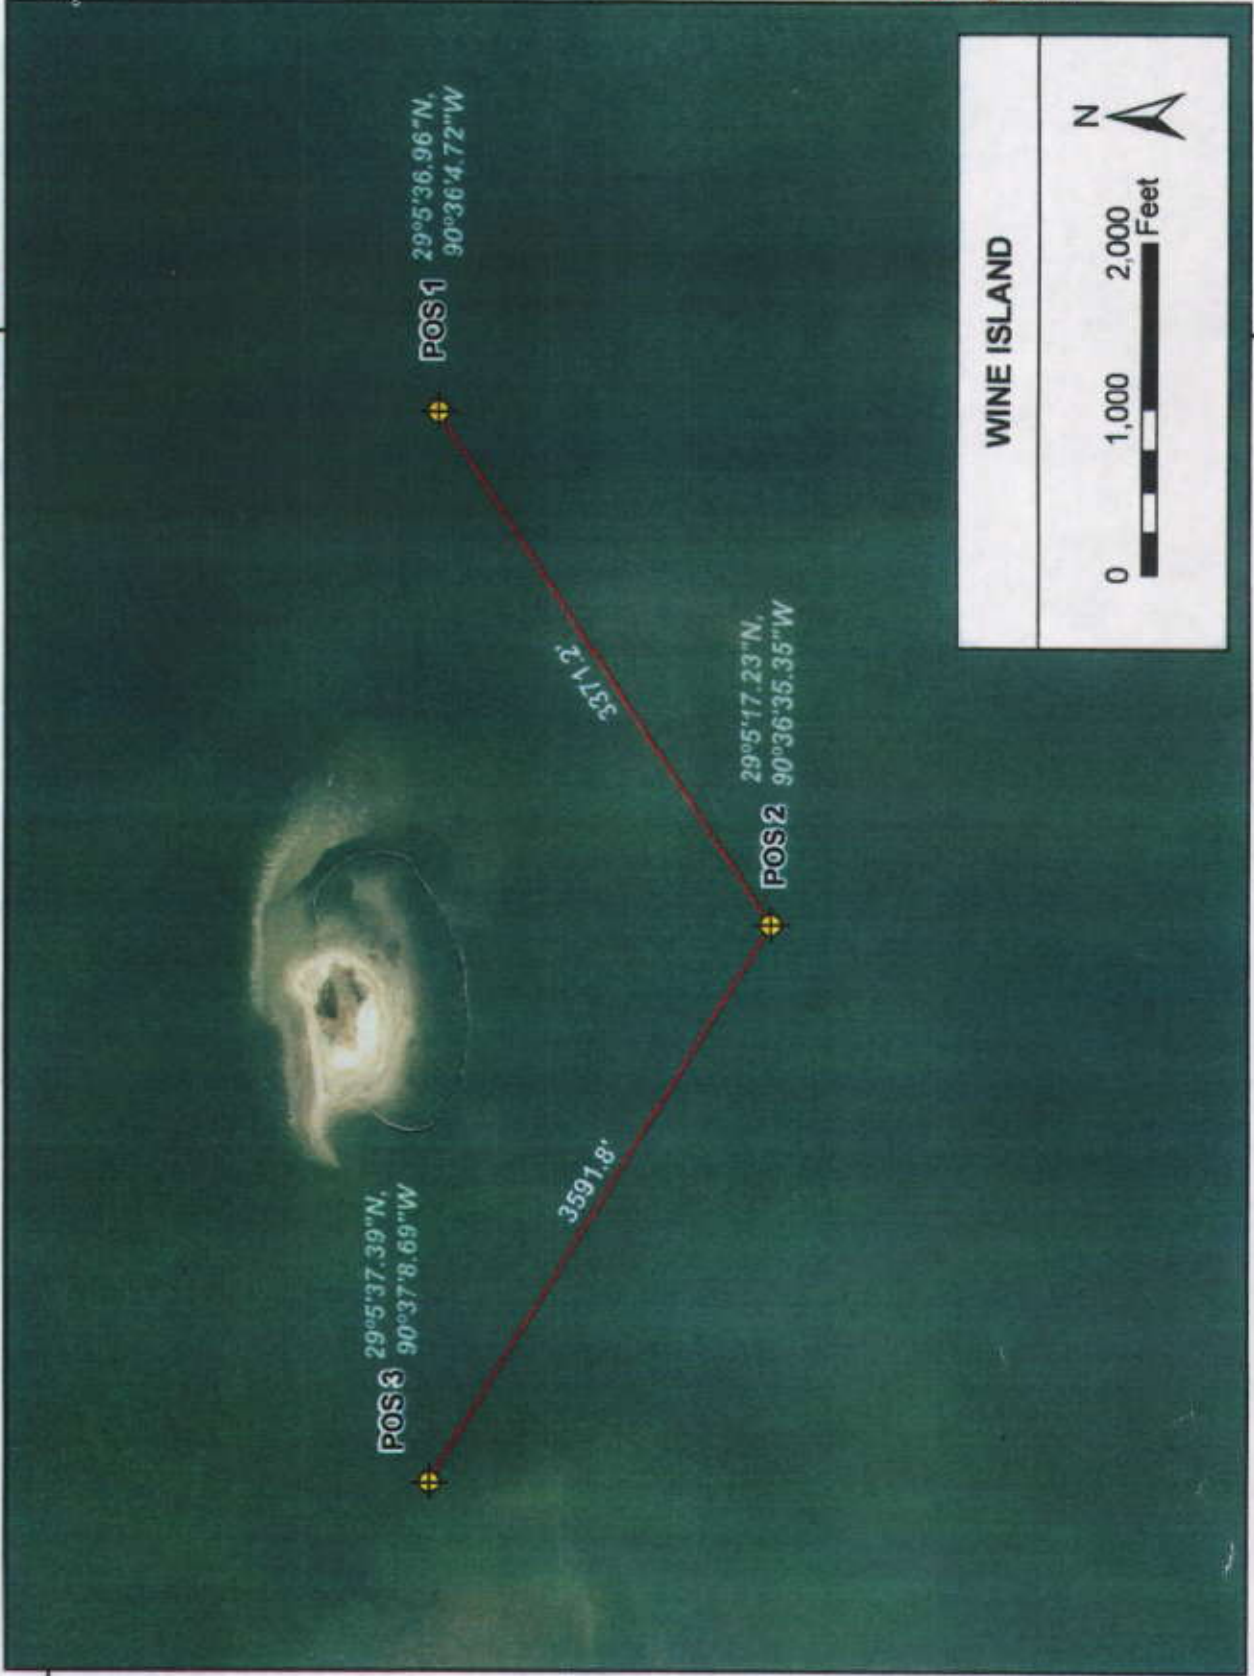 POS 3
29°5'37.39"N,
90°37'8.69"W
POS 1
29°5'36.96"N,
90°36'4.72"W
3591.8'
3371.2'
POS 2
29°5'17.23"N,
90°36'35.35"W
WINE ISLAND
0 1,000 2,000
Feet
N